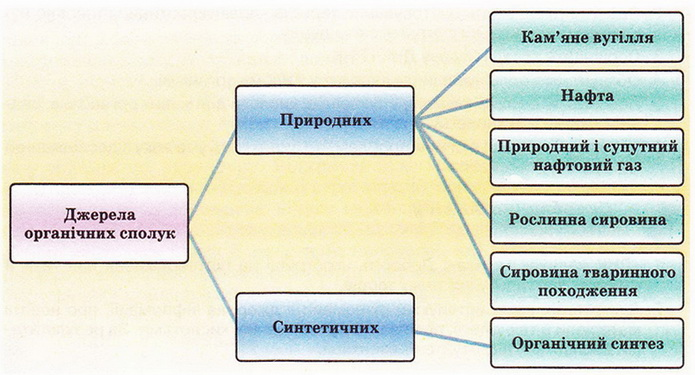 Кам’яне вугілля
Природних
Нафта
Природний і супутний
нафтовий газ
Джерела
органічних сполук
Рослинна сировина
Сировина тваринного
походження
Синтетичних
Органічний синтез